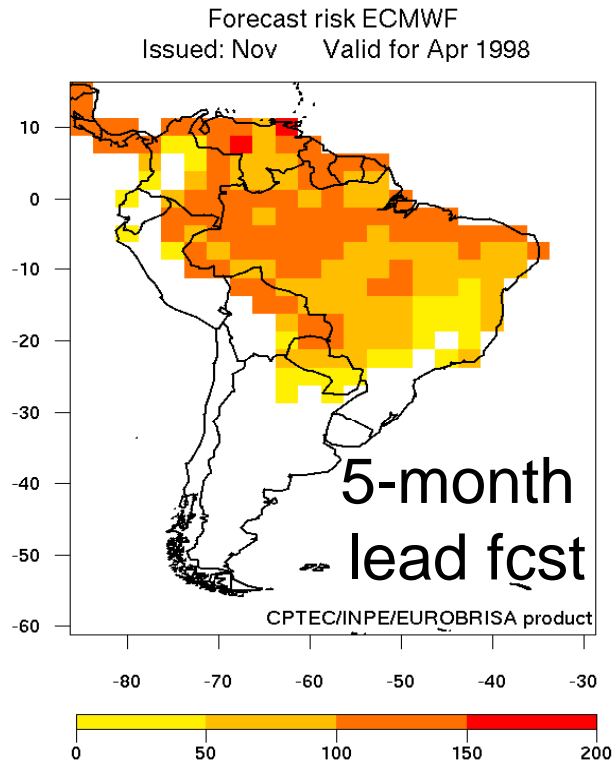 Forecast risk ECMWF
Issued: Nov Valid for Apr 1998
10
0
-10
-20
-30
-40
-50
-60
5-month
lead fcst
CPTEC/INPE/EUROBRISA product
-80 -70 -60 -50 -40 -30
0 50 100 150 200